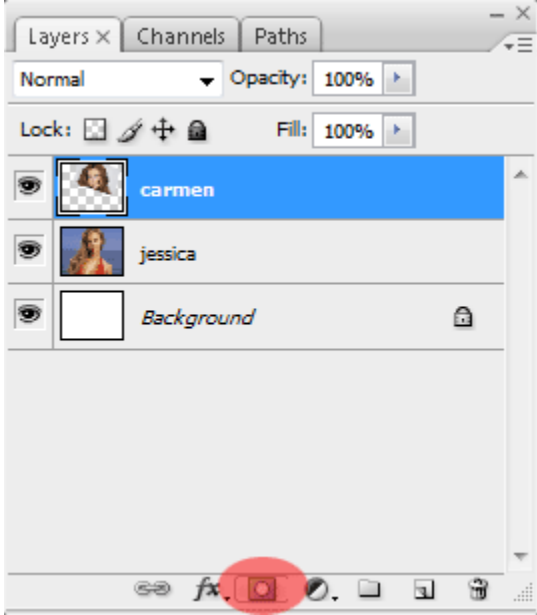 Layers × Channels Paths
Normal Opacity: 100%
Lock: Fill: 100%
carmen
jessica
Background
fx.